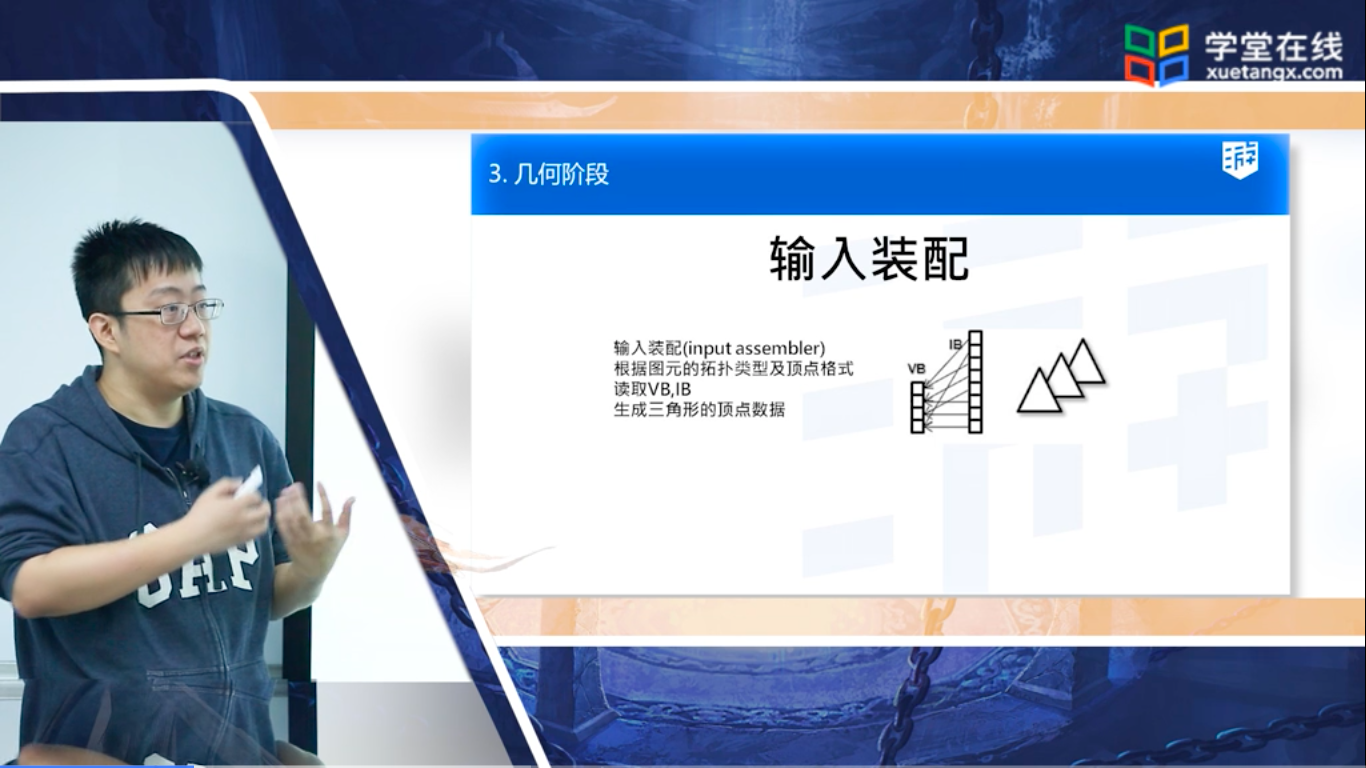 学堂在线
xuetangx.com
3. 几何阶段
输入装配
输入装配(input assembler)
根据图元的拓扑类型及顶点格式
读取VB,IB
生成三角形的顶点数据
IB
VB
GAP